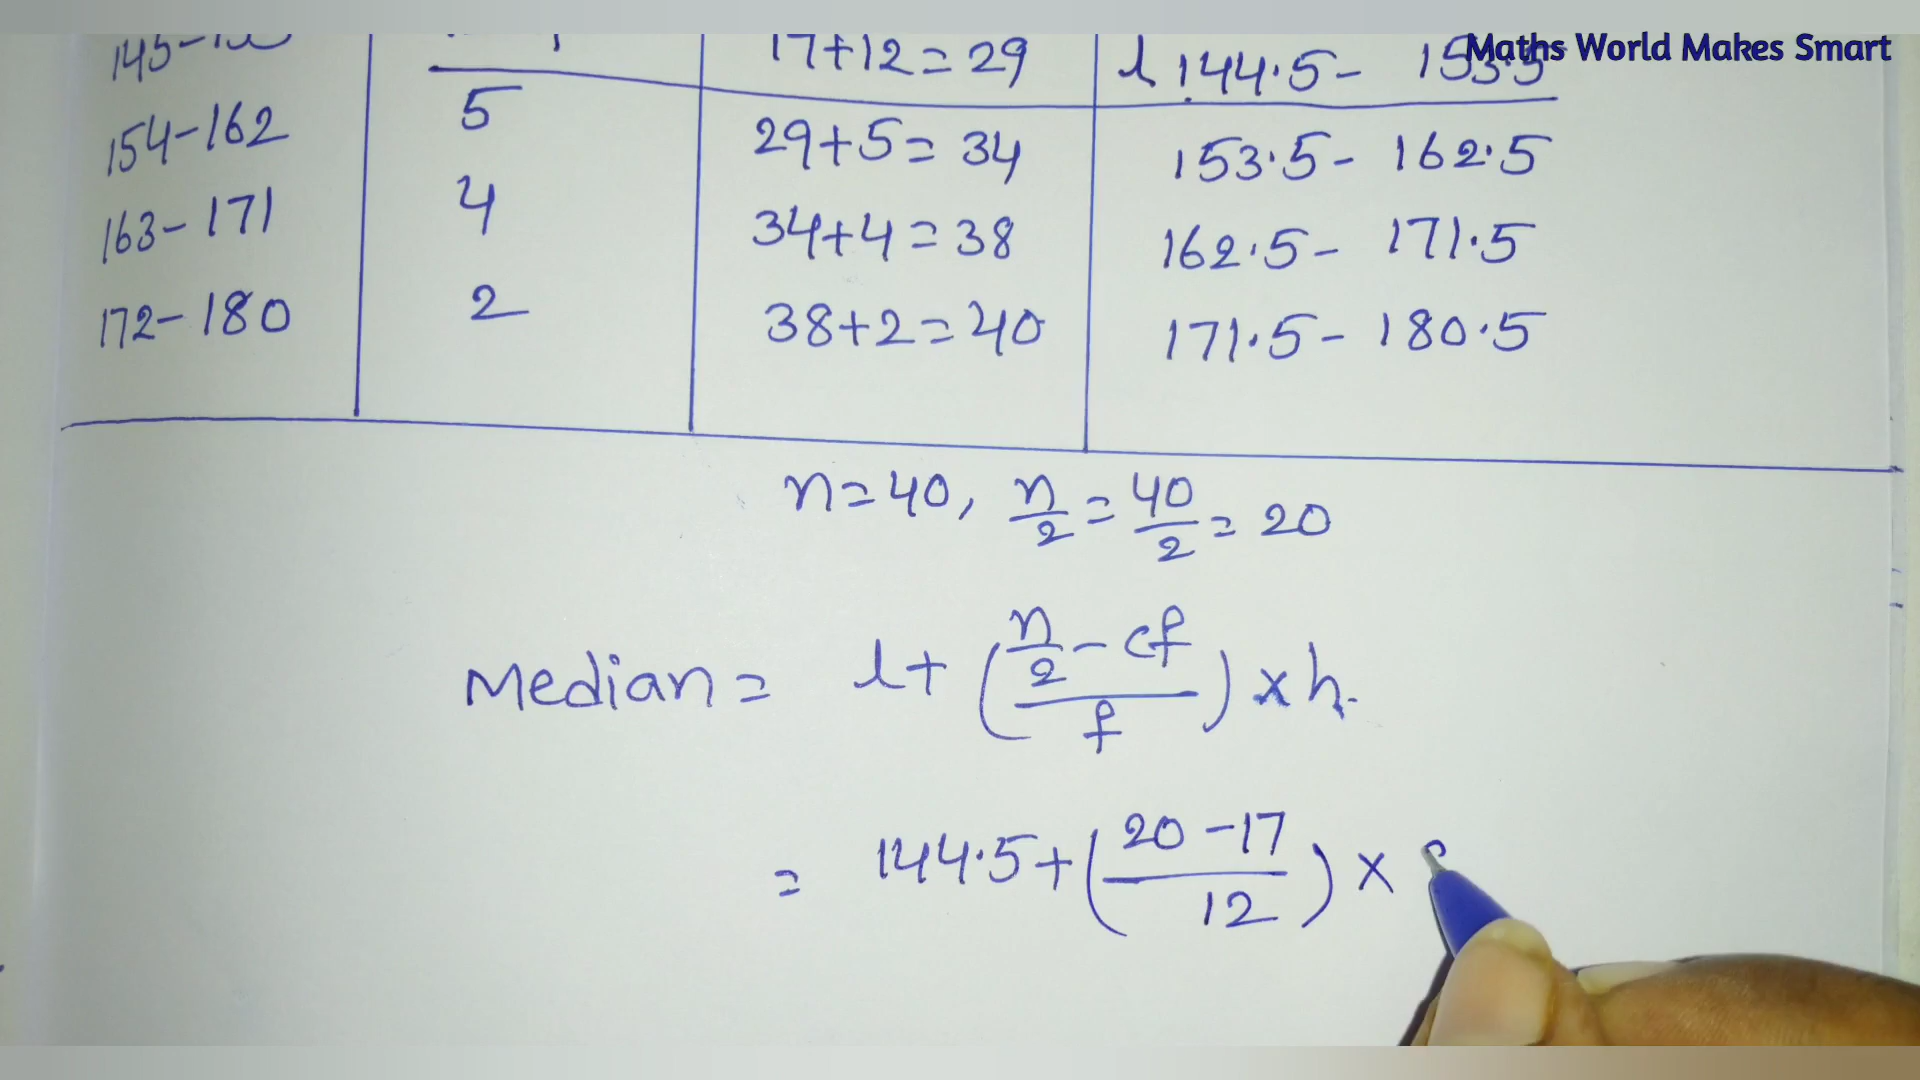 Maths World Makes Smart
17+12=29 l 144.5- 153.5
154-162 5 29+5=34 153.5- 162.5
163-171 4 34+4=38 162.5- 171.5
172-180 2 38+2=40 171.5- 180.5
n=40, n/2 = 40/2 = 20
Median = l+ (n/2 - cf / f) × h.
= 144.5+ (20-17 / 12) ×